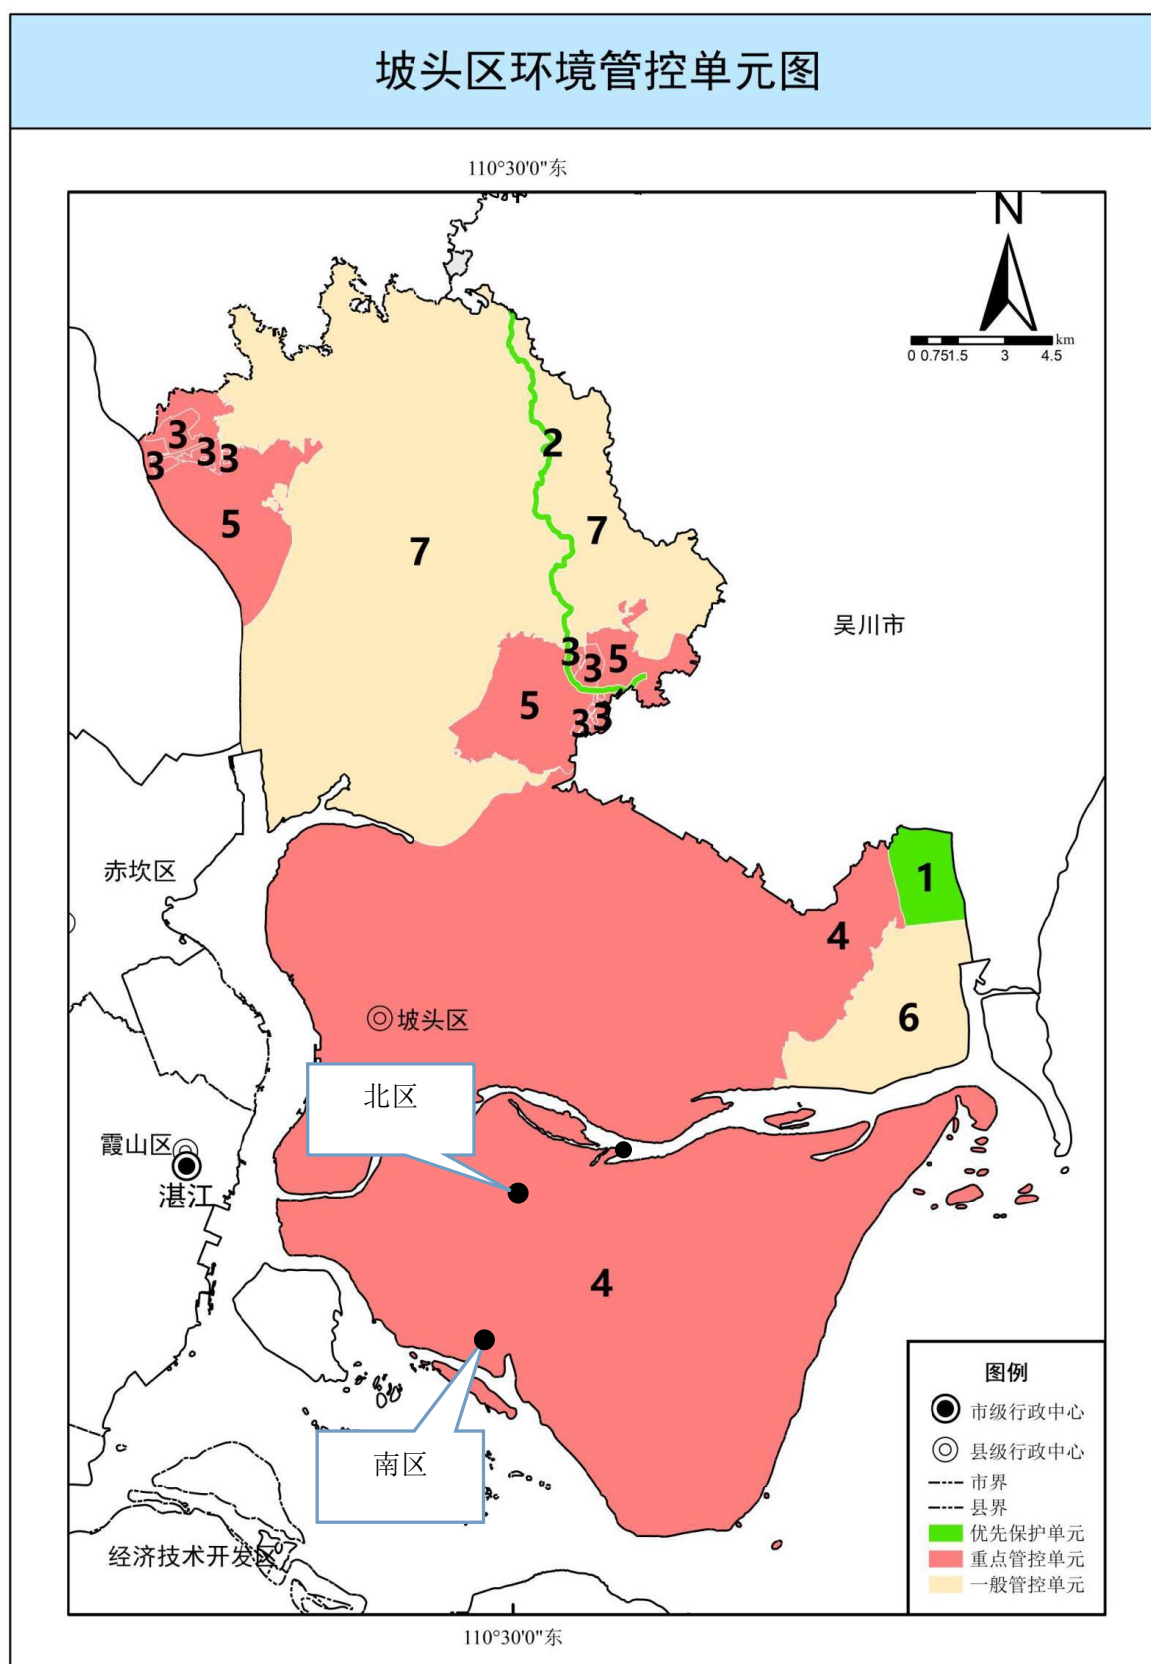 坡头区环境管控单元图
110°30'0"东
N
km
0 0.751.5 3 4.5
2
3
3
3
3
5
7
7
吴川市
3
3
5
5
3
3
赤坎区
1
4
6
坡头区
北区
霞山区
湛江
4
南区
经济技术开发区
图例
市级行政中心
县级行政中心
市界
县界
优先保护单元
重点管控单元
一般管控单元
110°30'0"东